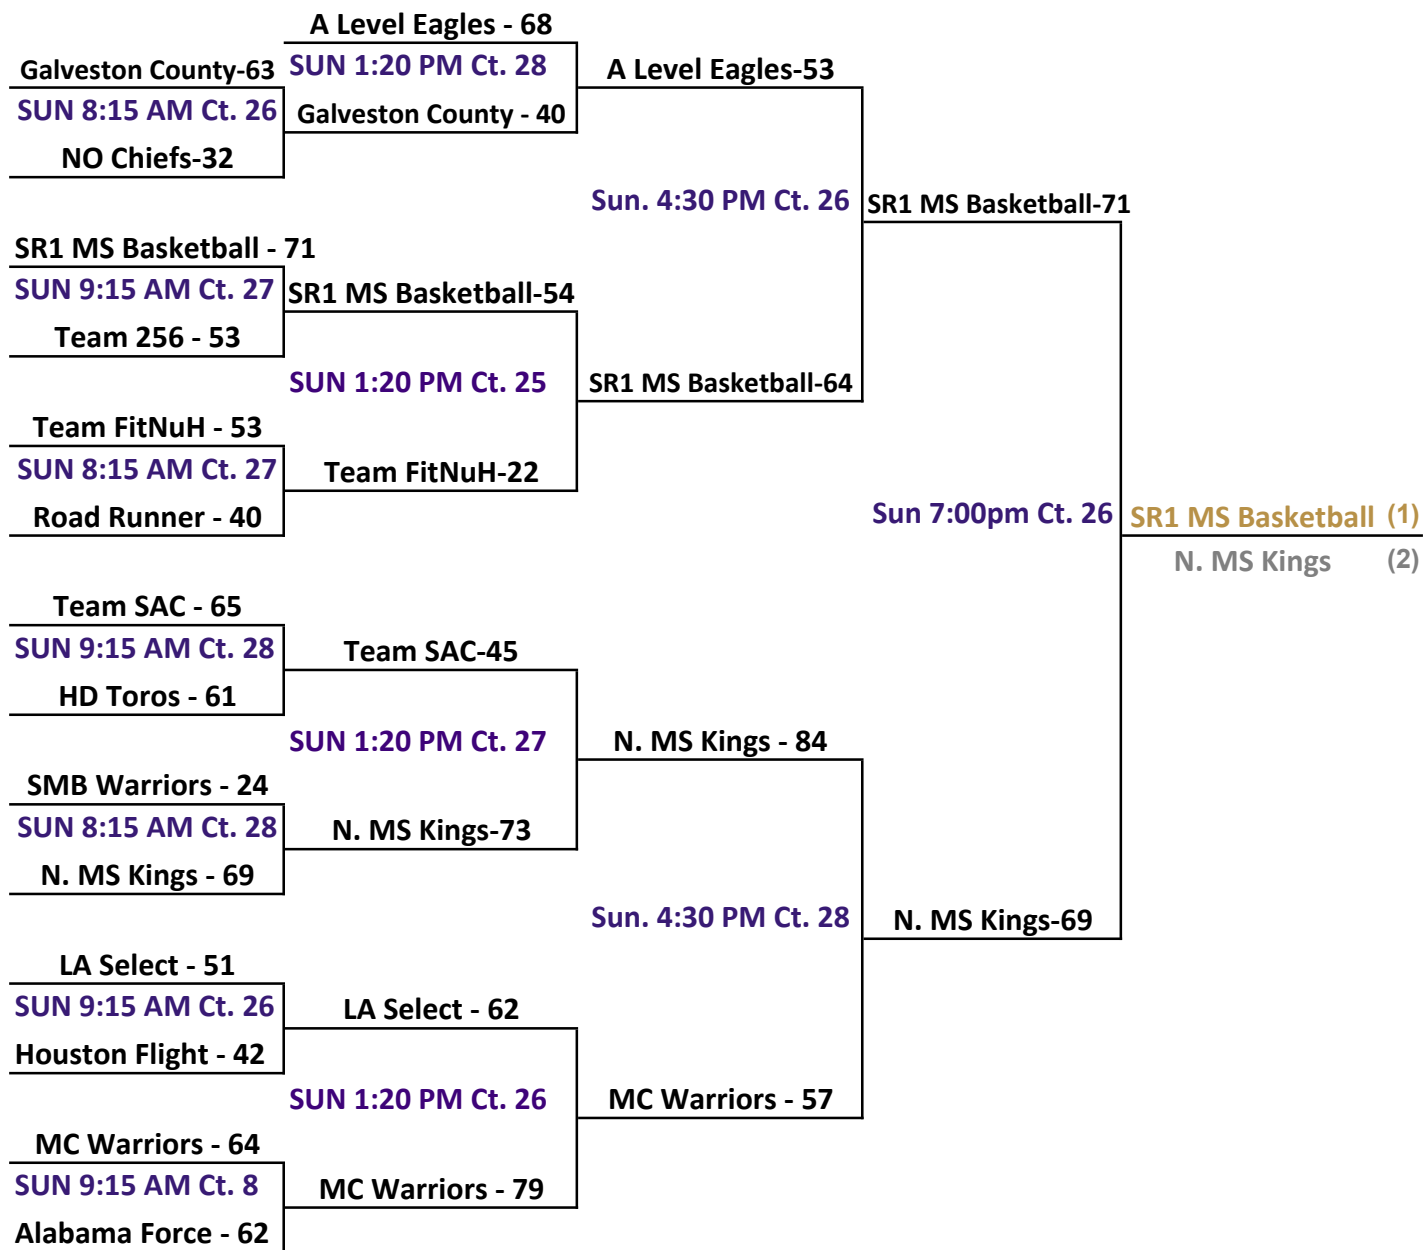 A Level Eagles - 68
Galveston County-63
SUN 1:20 PM Ct. 28
A Level Eagles-53
SUN 8:15 AM Ct. 26
Galveston County - 40
NO Chiefs-32
Sun. 4:30 PM Ct. 26
SR1 MS Basketball-71
SR1 MS Basketball - 71
SUN 9:15 AM Ct. 27
SR1 MS Basketball-54
Team 256 - 53
SUN 1:20 PM Ct. 25
SR1 MS Basketball-64
Team FitNuH - 53
SUN 8:15 AM Ct. 27
Team FitNuH-22
Road Runner - 40
Sun 7:00pm Ct. 26
SR1 MS Basketball (1)
N. MS Kings (2)
Team SAC - 65
SUN 9:15 AM Ct. 28
Team SAC-45
HD Toros - 61
SUN 1:20 PM Ct. 27
N. MS Kings - 84
SMB Warriors - 24
SUN 8:15 AM Ct. 28
N. MS Kings-73
N. MS Kings - 69
Sun. 4:30 PM Ct. 28
N. MS Kings-69
LA Select - 51
SUN 9:15 AM Ct. 26
LA Select - 62
Houston Flight - 42
SUN 1:20 PM Ct. 26
MC Warriors - 57
MC Warriors - 64
SUN 9:15 AM Ct. 8
MC Warriors - 79
Alabama Force - 62